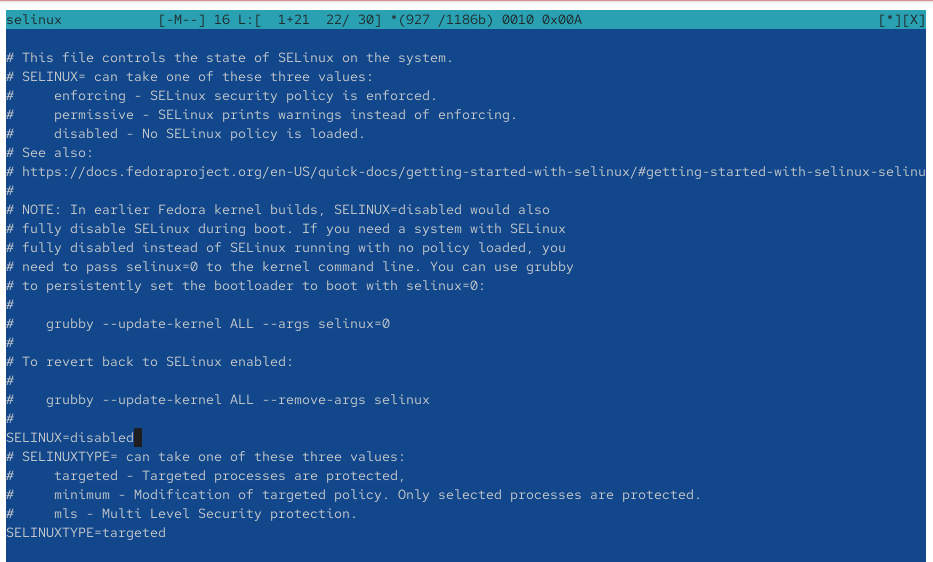 selinux [-M--] 16 L:[ 1+21 22/ 30] *(927 /1186b) 0010 0x00A [*][X]
# This file controls the state of SELinux on the system.
# SELINUX= can take one of these three values:
#     enforcing - SELinux security policy is enforced.
#     permissive - SELinux prints warnings instead of enforcing.
#     disabled - No SELinux policy is loaded.
# See also:
# https://docs.fedoraproject.org/en-US/quick-docs/getting-started-with-selinux/#getting-started-with-selinux-selinu
#
# NOTE: In earlier Fedora kernel builds, SELINUX=disabled would also
# fully disable SELinux during boot. If you need a system with SELinux
# fully disabled instead of SELinux running with no policy loaded, you
# need to pass selinux=0 to the kernel command line. You can use grubby
# to persistently set the bootloader to boot with selinux=0:
#
#    grubby --update-kernel ALL --args selinux=0
#
# To revert back to SELinux enabled:
#
#    grubby --update-kernel ALL --remove-args selinux
#
SELINUX=disabled
# SELINUXTYPE= can take one of these three values:
#     targeted - Targeted processes are protected,
#     minimum - Modification of targeted policy. Only selected processes are protected.
#     mls - Multi Level Security protection.
SELINUXTYPE=targeted